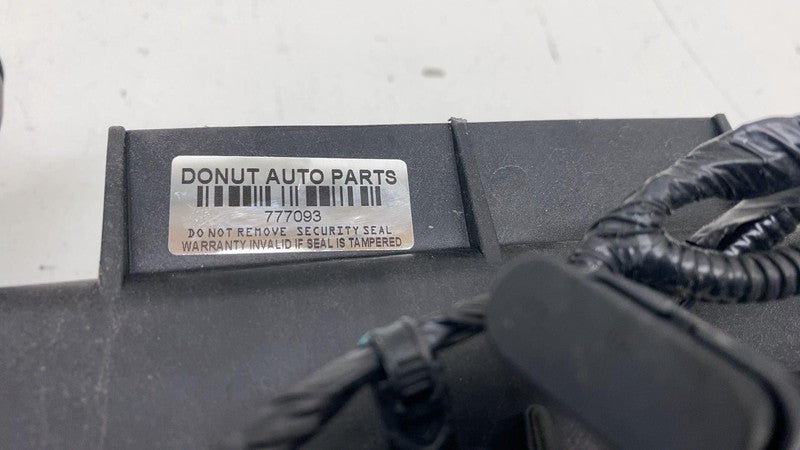 DONUT AUTO PARTS
777093
DO NOT REMOVE SECURITY SEAL
WARRANTY INVALID IF SEAL IS TAMPERED